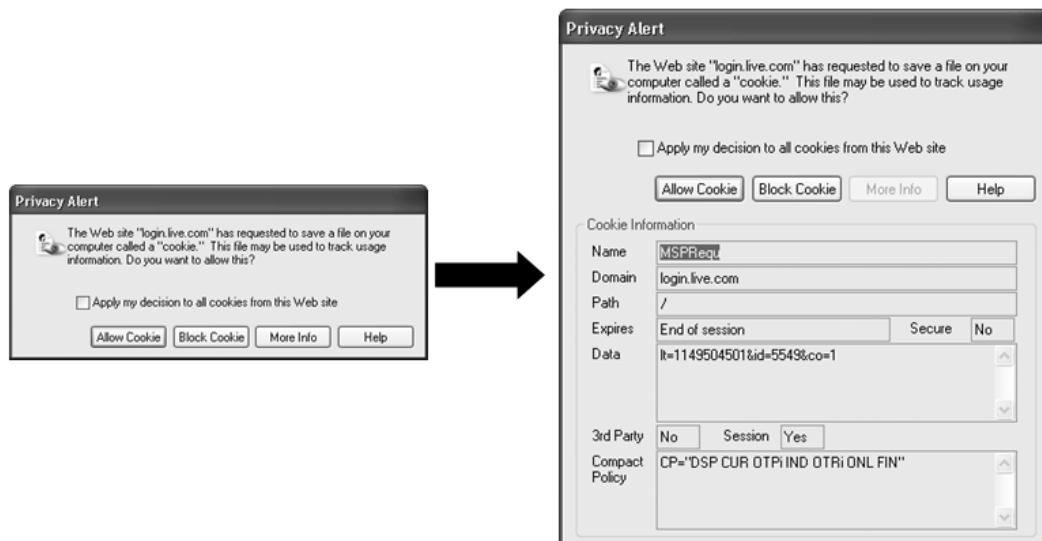 Privacy Alert
The Web site "login.live.com" has requested to save a file on your
computer called a "cookie." This file may be used to track usage
information. Do you want to allow this?
Apply my decision to all cookies from this Web site
Allow Cookie Block Cookie More Info Help
Privacy Alert
The Web site "login.live.com" has requested to save a file on your
computer called a "cookie." This file may be used to track usage
information. Do you want to allow this?
Apply my decision to all cookies from this Web site
Allow Cookie Block Cookie More Info Help
Cookie Information
Name MSPRequ
Domain login.live.com
Path /
Expires End of session Secure No
Data lt=1149504501&id=5549&co=1
3rd Party No Session Yes
Compact CP="DSP CUR OTPi IND OTRi ONL FIN"
Policy